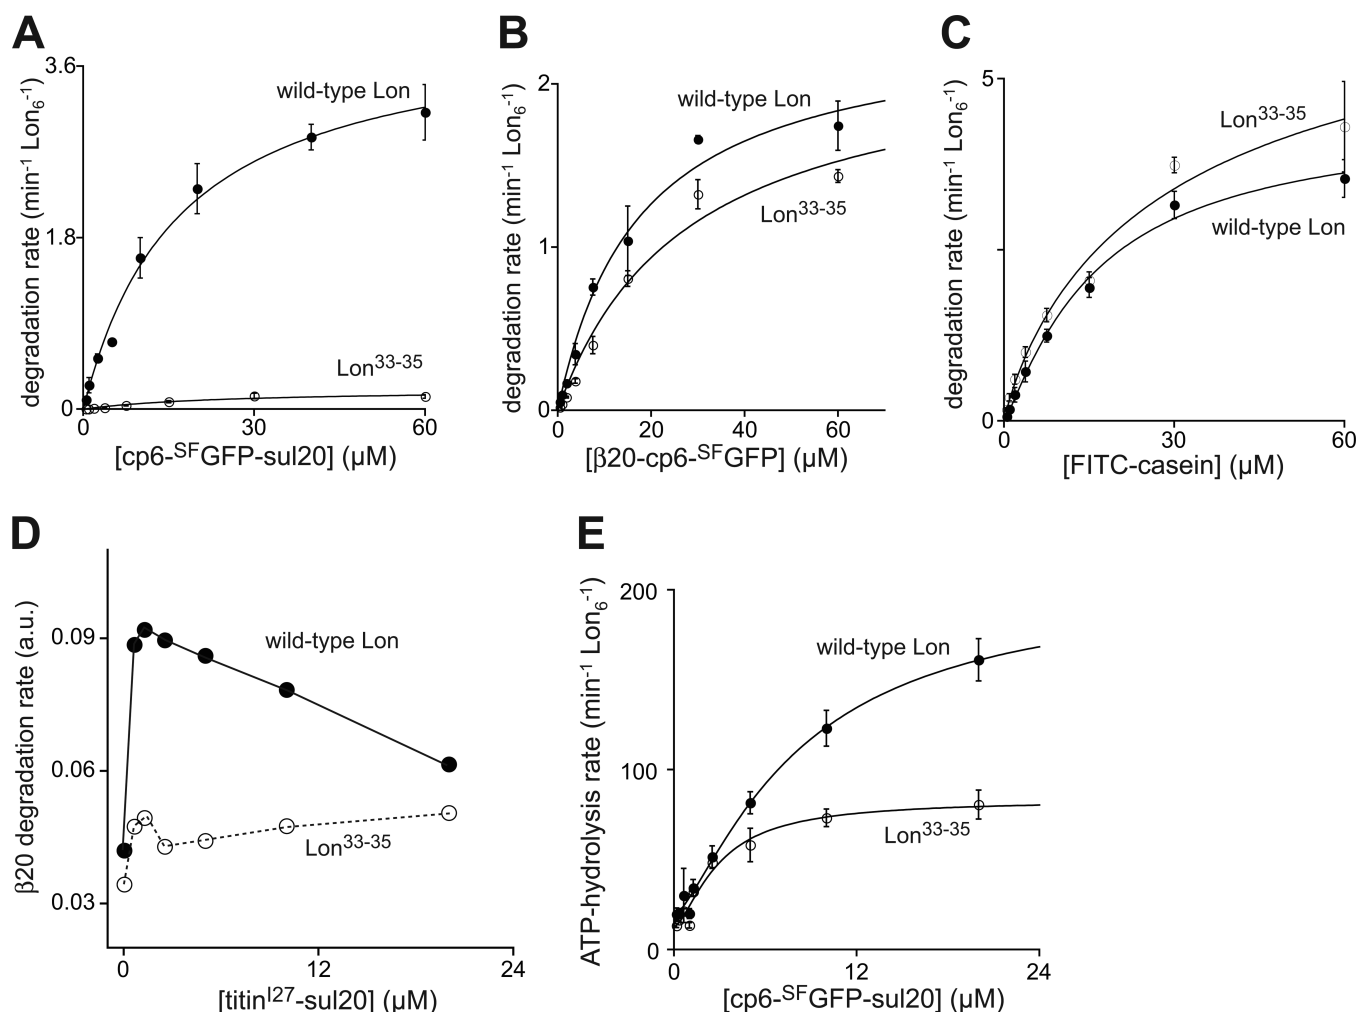 A
degradation rate (min⁻¹ Lon₆⁻¹)
3.6
1.8
0
wild-type Lon
Lon³³⁻³⁵
0 30 60
[cp6-ˢᶠGFP-sul20] (µM)
B
degradation rate (min⁻¹ Lon₆⁻¹)
2
1
0
wild-type Lon
Lon³³⁻³⁵
0 20 40 60
[β20-cp6-ˢᶠGFP] (µM)
C
degradation rate (min⁻¹ Lon₆⁻¹)
5
0
Lon³³⁻³⁵
wild-type Lon
0 30 60
[FITC-casein] (µM)
D
β20 degradation rate (a.u.)
0.09
0.06
0.03
wild-type Lon
Lon³³⁻³⁵
0 12 24
[titinᴵ²⁷-sul20] (µM)
E
ATP-hydrolysis rate (min⁻¹ Lon₆⁻¹)
200
100
0
wild-type Lon
Lon³³⁻³⁵
0 12 24
[cp6-ˢᶠGFP-sul20] (µM)